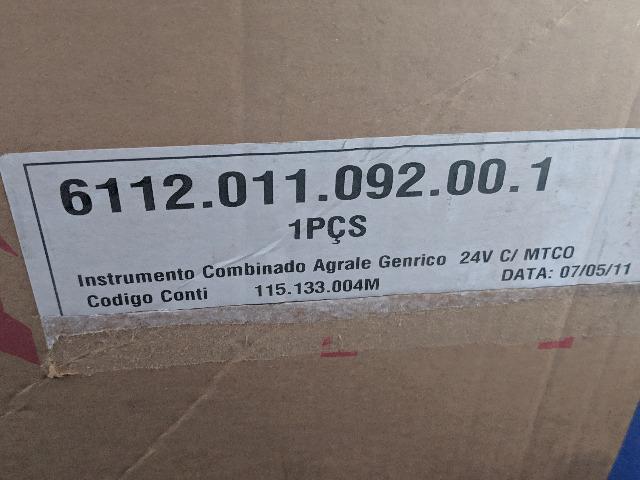 6112.011.092.00.1
1PÇS
Instrumento Combinado Agrale Genrico 24V C/ MTCO
Codigo Conti 115.133.004M DATA: 07/05/11